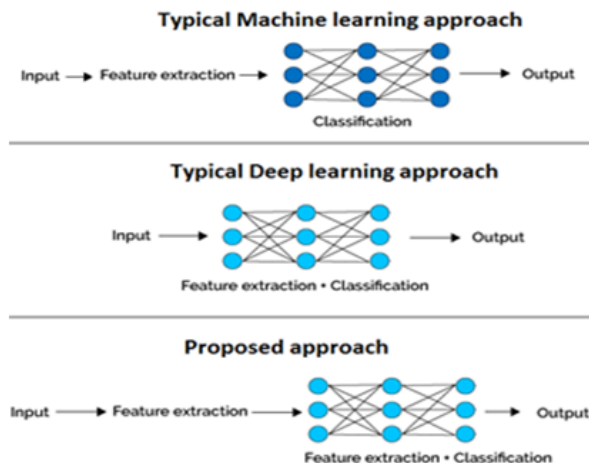 Typical Machine learning approach
Input Feature extraction Output
Classification
Typical Deep learning approach
Input Output
Feature extraction • Classification
Proposed approach
Input Feature extraction Output
Feature extraction • Classification